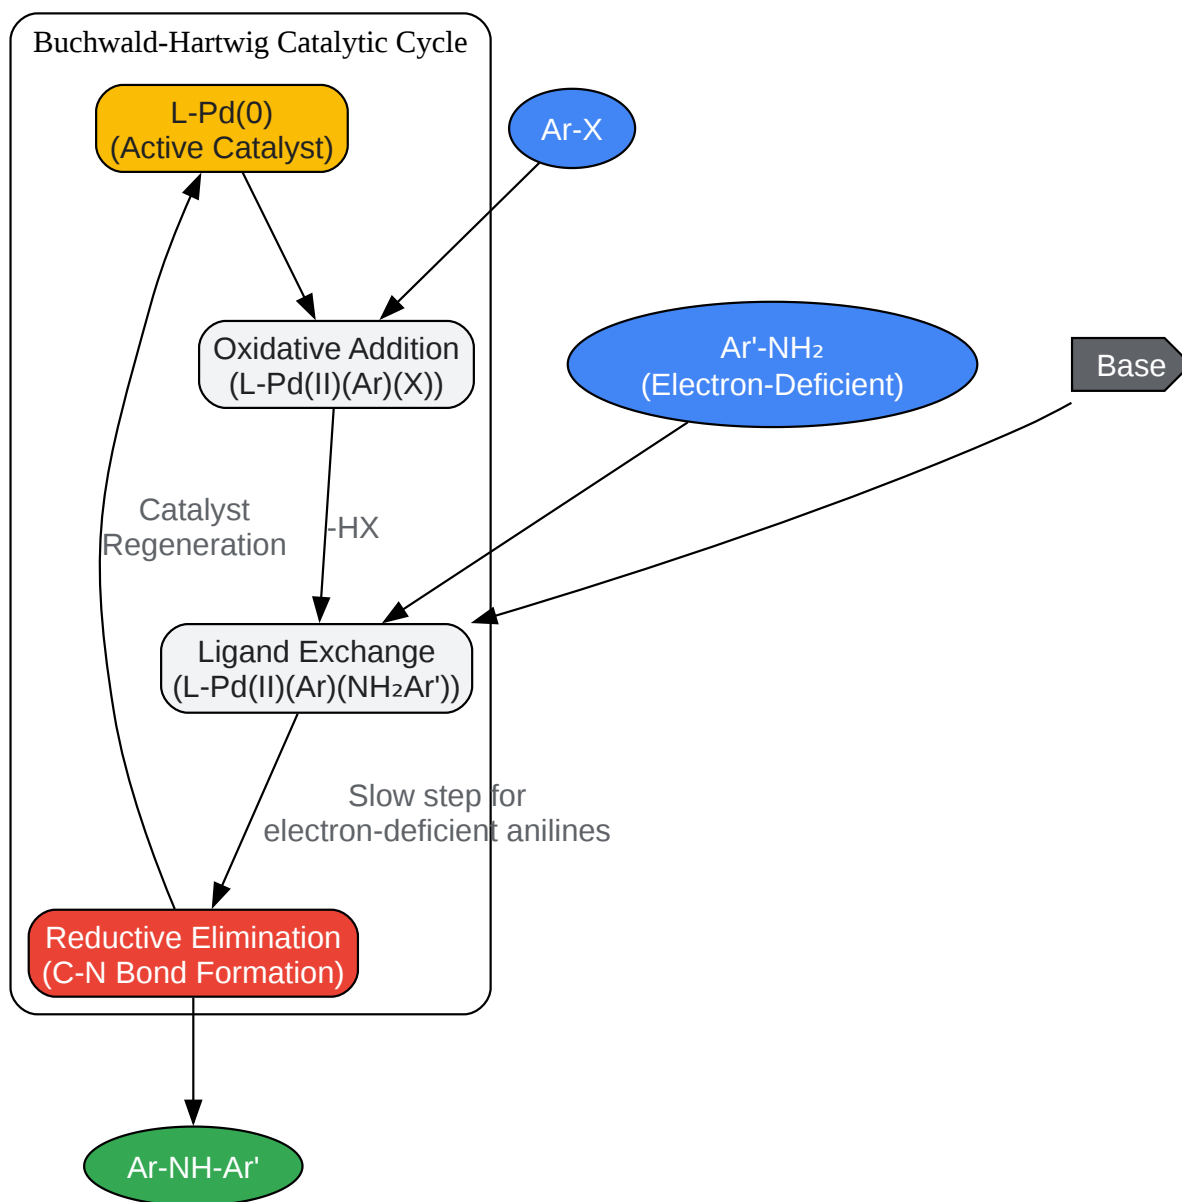 Buchwald-Hartwig Catalytic Cycle
L-Pd(0)
(Active Catalyst)
Ar-X
Oxidative Addition
(L-Pd(II)(Ar)(X))
Ar'-NH₂
(Electron-Deficient)
Base
Catalyst
Regeneration
-HX
Ligand Exchange
(L-Pd(II)(Ar)(NH₂Ar'))
Slow step for
electron-deficient anilines
Reductive Elimination
(C-N Bond Formation)
Ar-NH-Ar'